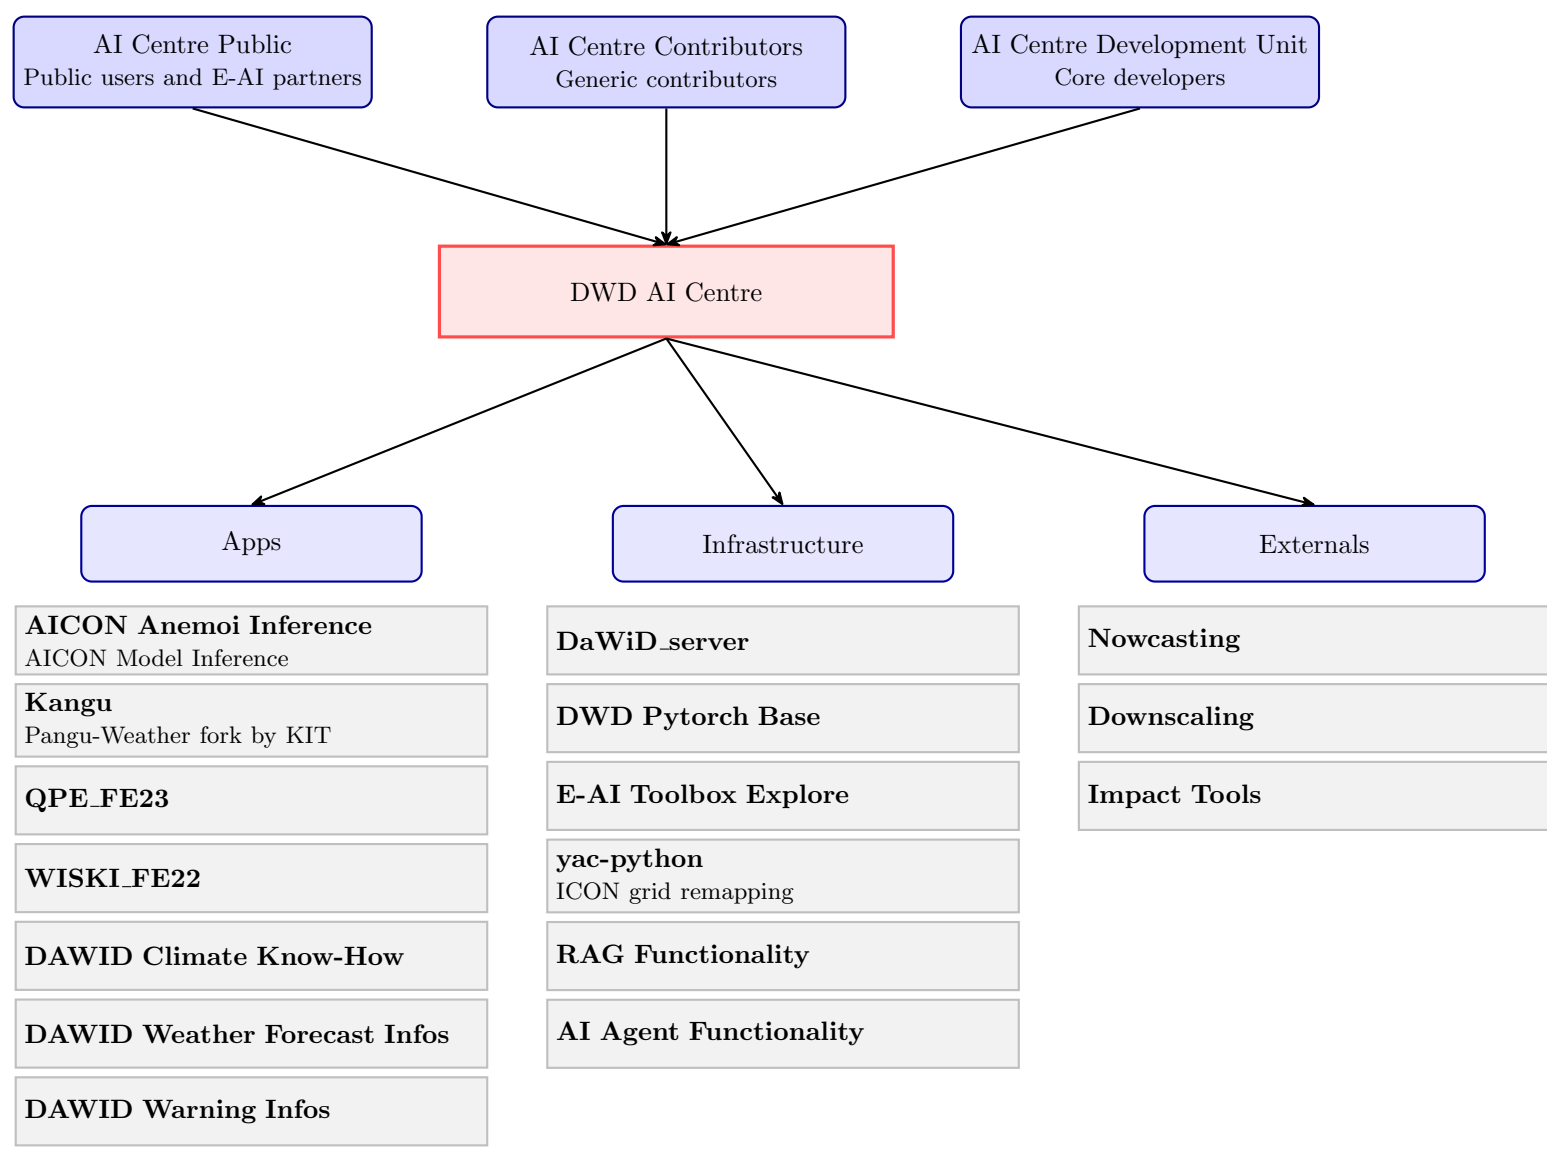 AI Centre Public
Public users and E-AI partners
AI Centre Contributors
Generic contributors
AI Centre Development Unit
Core developers
DWD AI Centre
Apps
Infrastructure
Externals
AICON Anemoi Inference
AICON Model Inference
Kangu
Pangu-Weather fork by KIT
QPE_FE23
WISKI_FE22
DAWID Climate Know-How
DAWID Weather Forecast Infos
DAWID Warning Infos
DaWiD_server
DWD Pytorch Base
E-AI Toolbox Explore
yac-python
ICON grid remapping
RAG Functionality
AI Agent Functionality
Nowcasting
Downscaling
Impact Tools